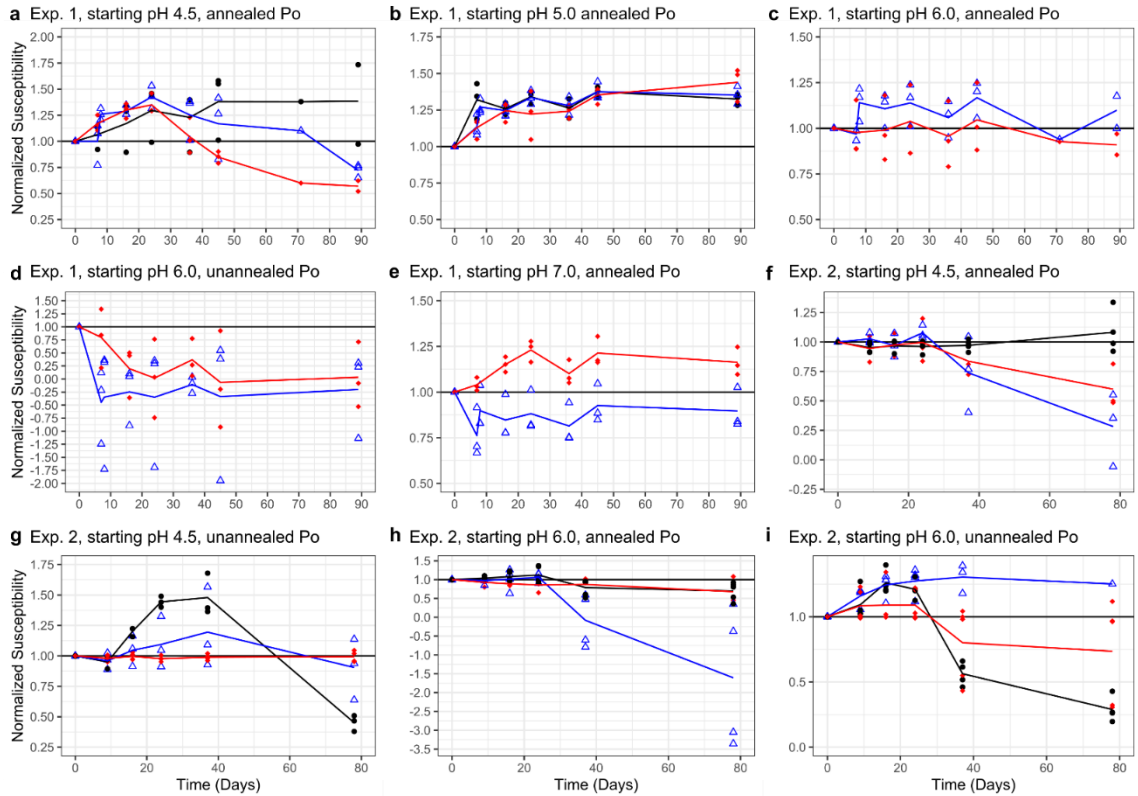 a Exp. 1, starting pH 4.5, annealed Po
b Exp. 1, starting pH 5.0 annealed Po
c Exp. 1, starting pH 6.0, annealed Po
Normalized Susceptibility
2.00
1.75
1.50
1.25
1.00
0.75
0.50
0.25
0 10 20 30 40 50 60 70 80 90
1.50
1.25
1.00
0.75
0.50
0 10 20 30 40 50 60 70 80 90
1.50
1.25
1.00
0.75
0.50
0 10 20 30 40 50 60 70 80 90
d Exp. 1, starting pH 6.0, unannealed Po
e Exp. 1, starting pH 7.0, annealed Po
f Exp. 2, starting pH 4.5, annealed Po
Normalized Susceptibility
1.50
1.25
1.00
0.75
0.50
0.25
0.00
-0.25
-0.50
-0.75
-1.00
-1.25
-1.50
-1.75
-2.00
0 10 20 30 40 50 60 70 80 90
1.50
1.25
1.00
0.75
0.50
0 10 20 30 40 50 60 70 80 90
1.25
1.00
0.75
0.50
0.25
0.00
-0.25
0 20 40 60 80
g Exp. 2, starting pH 4.5, unannealed Po
h Exp. 2, starting pH 6.0, annealed Po
i Exp. 2, starting pH 6.0, unannealed Po
Normalized Susceptibility
1.75
1.50
1.25
1.00
0.75
0.50
0.25
0 20 40 60 80
Time (Days)
1.5
1.0
0.5
0.0
-0.5
-1.0
-1.5
-2.0
-2.5
-3.0
-3.5
0 20 40 60 80
Time (Days)
1.5
1.0
0.5
0.0
0 20 40 60 80
Time (Days)